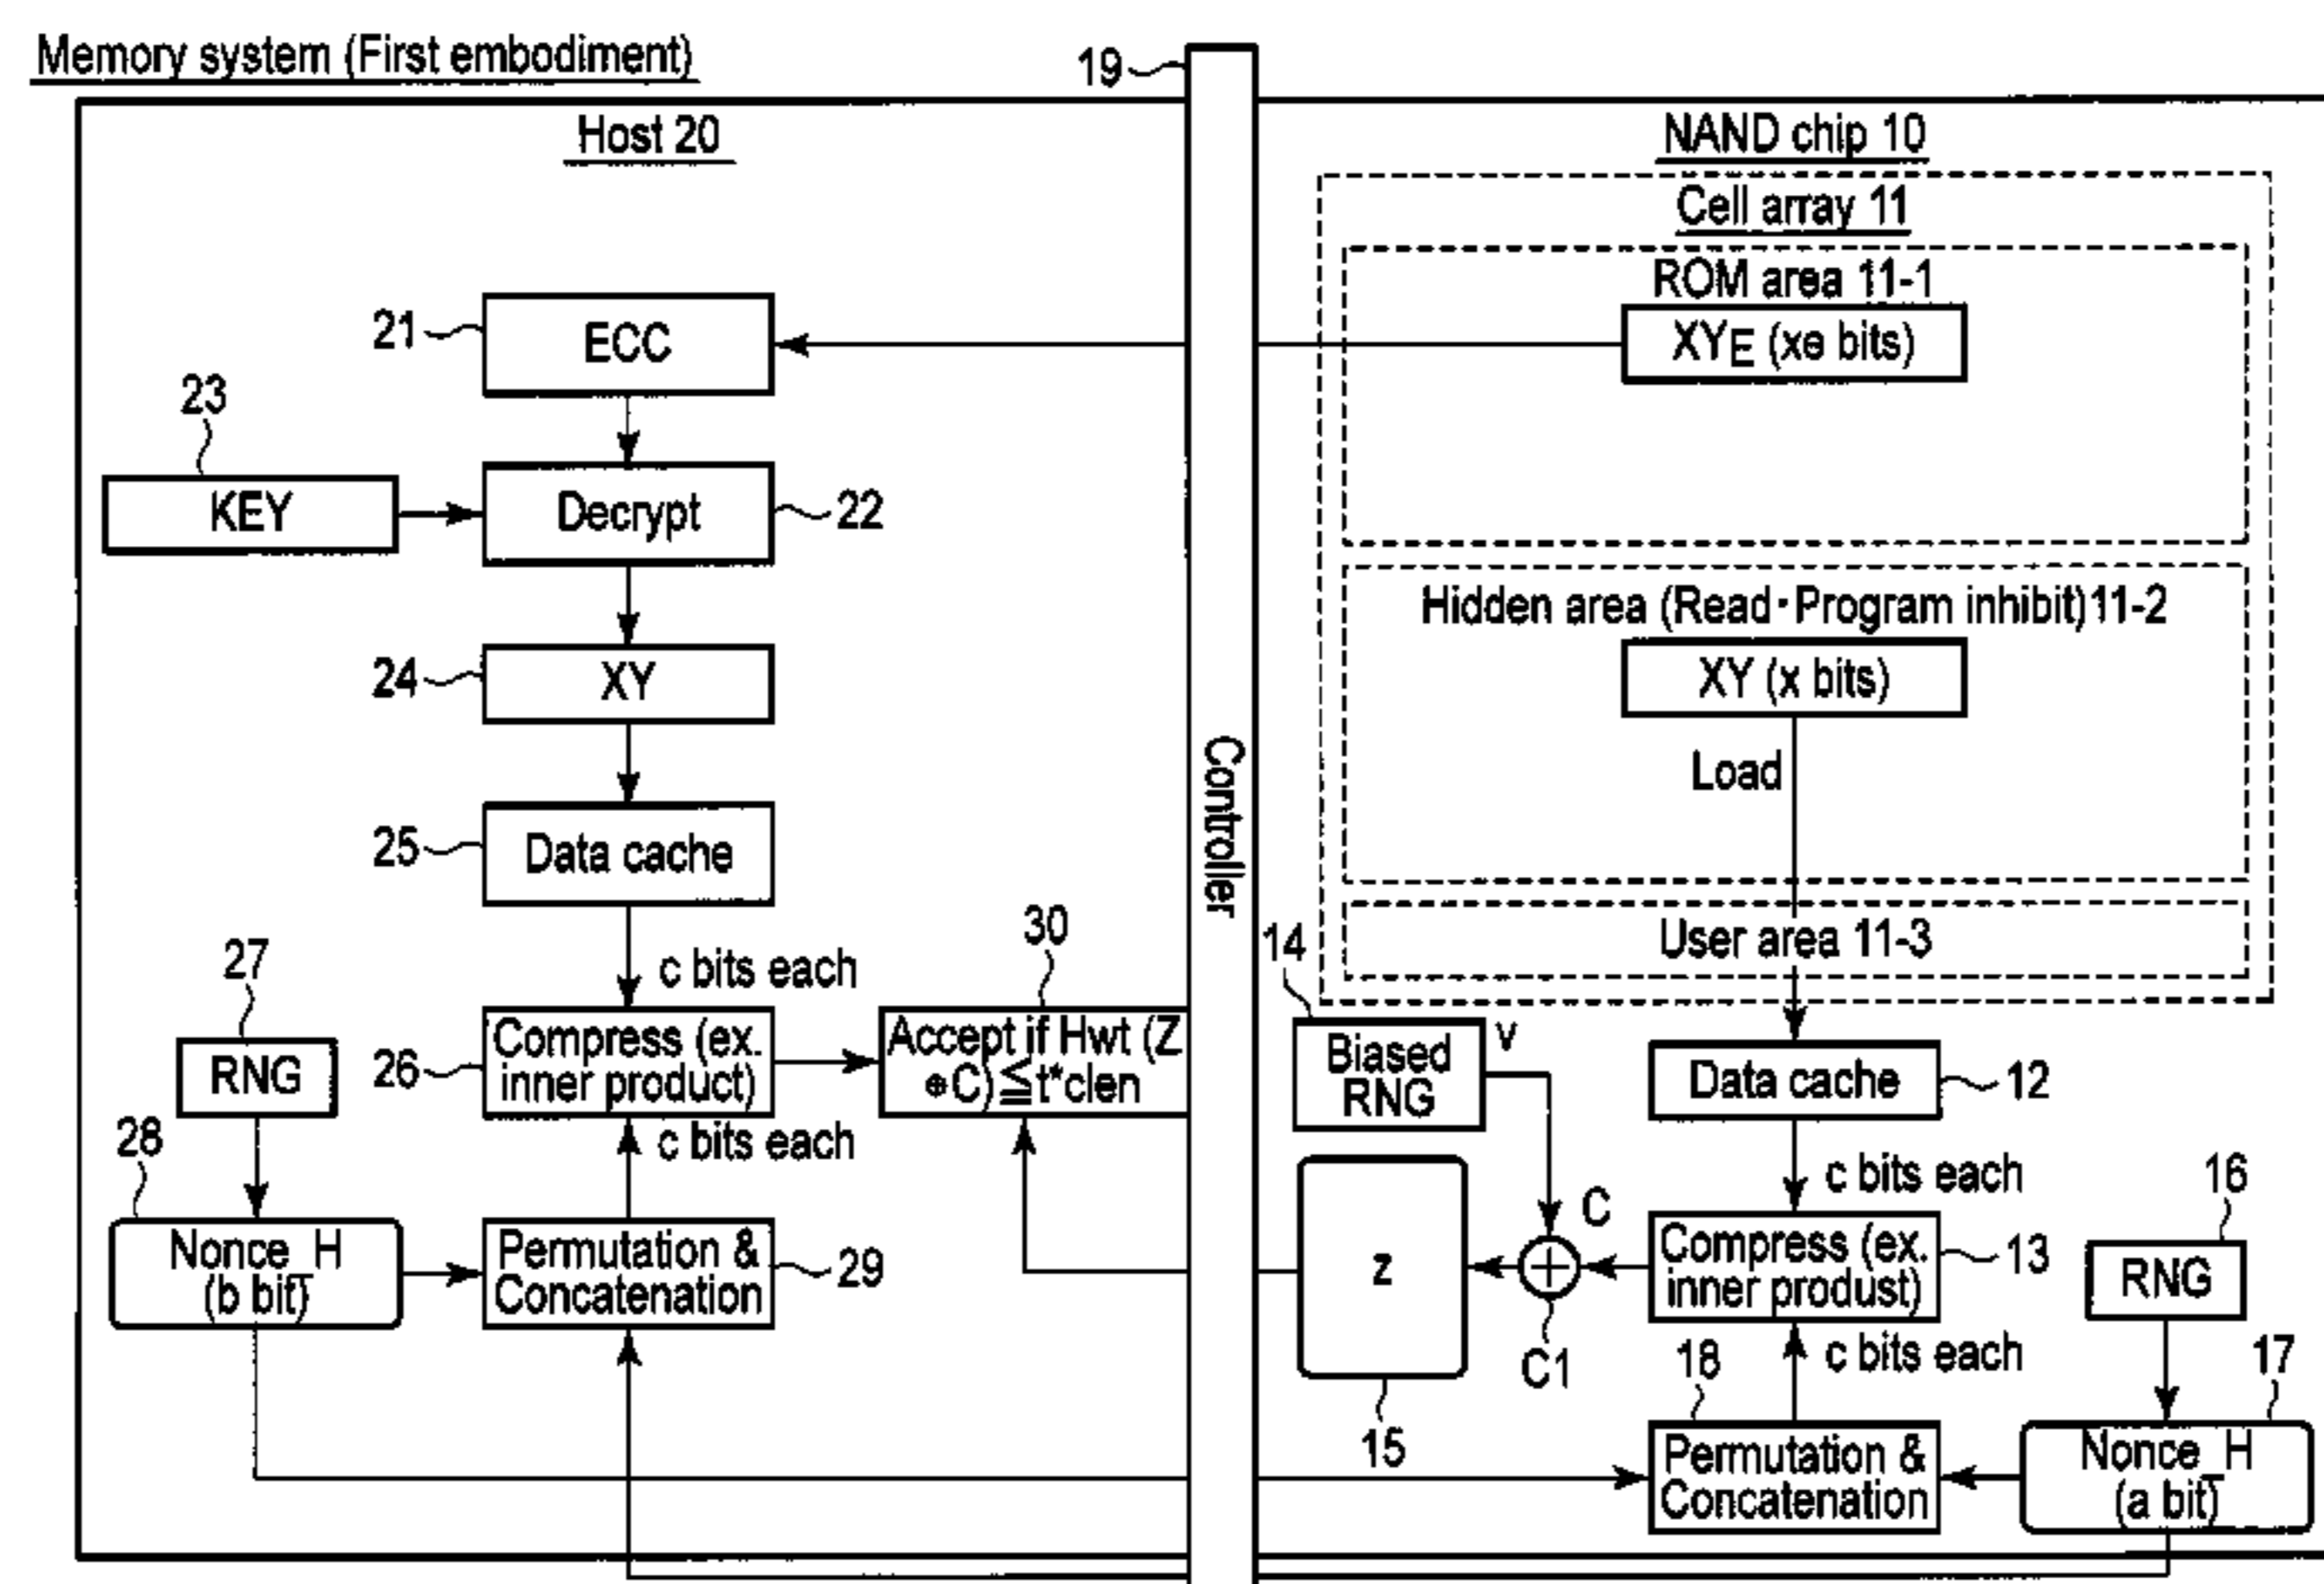 Memory system (First embodiment)
19
Host 20
NAND chip 10
Cell array 11
ROM area 11-1
XYE (xe bits)
21
ECC
23
KEY
Decrypt
22
Hidden area (Read・Program inhibit)11-2
XY (x bits)
Load
24
XY
Controller
25
Data cache
User area 11-3
c bits each
30
14
27
RNG
26
Compress (ex.
inner product)
Accept if Hwt (Z
⊕C)≦t*clen
Biased
RNG
v
Data cache
12
c bits each
c bits each
28
Nonce_H
(b bit)
Permutation &
Concatenation
29
z
15
C
C1
Compress (ex.
inner produst)
13
16
RNG
c bits each
18
17
Permutation &
Concatenation
Nonce_H
(a bit)